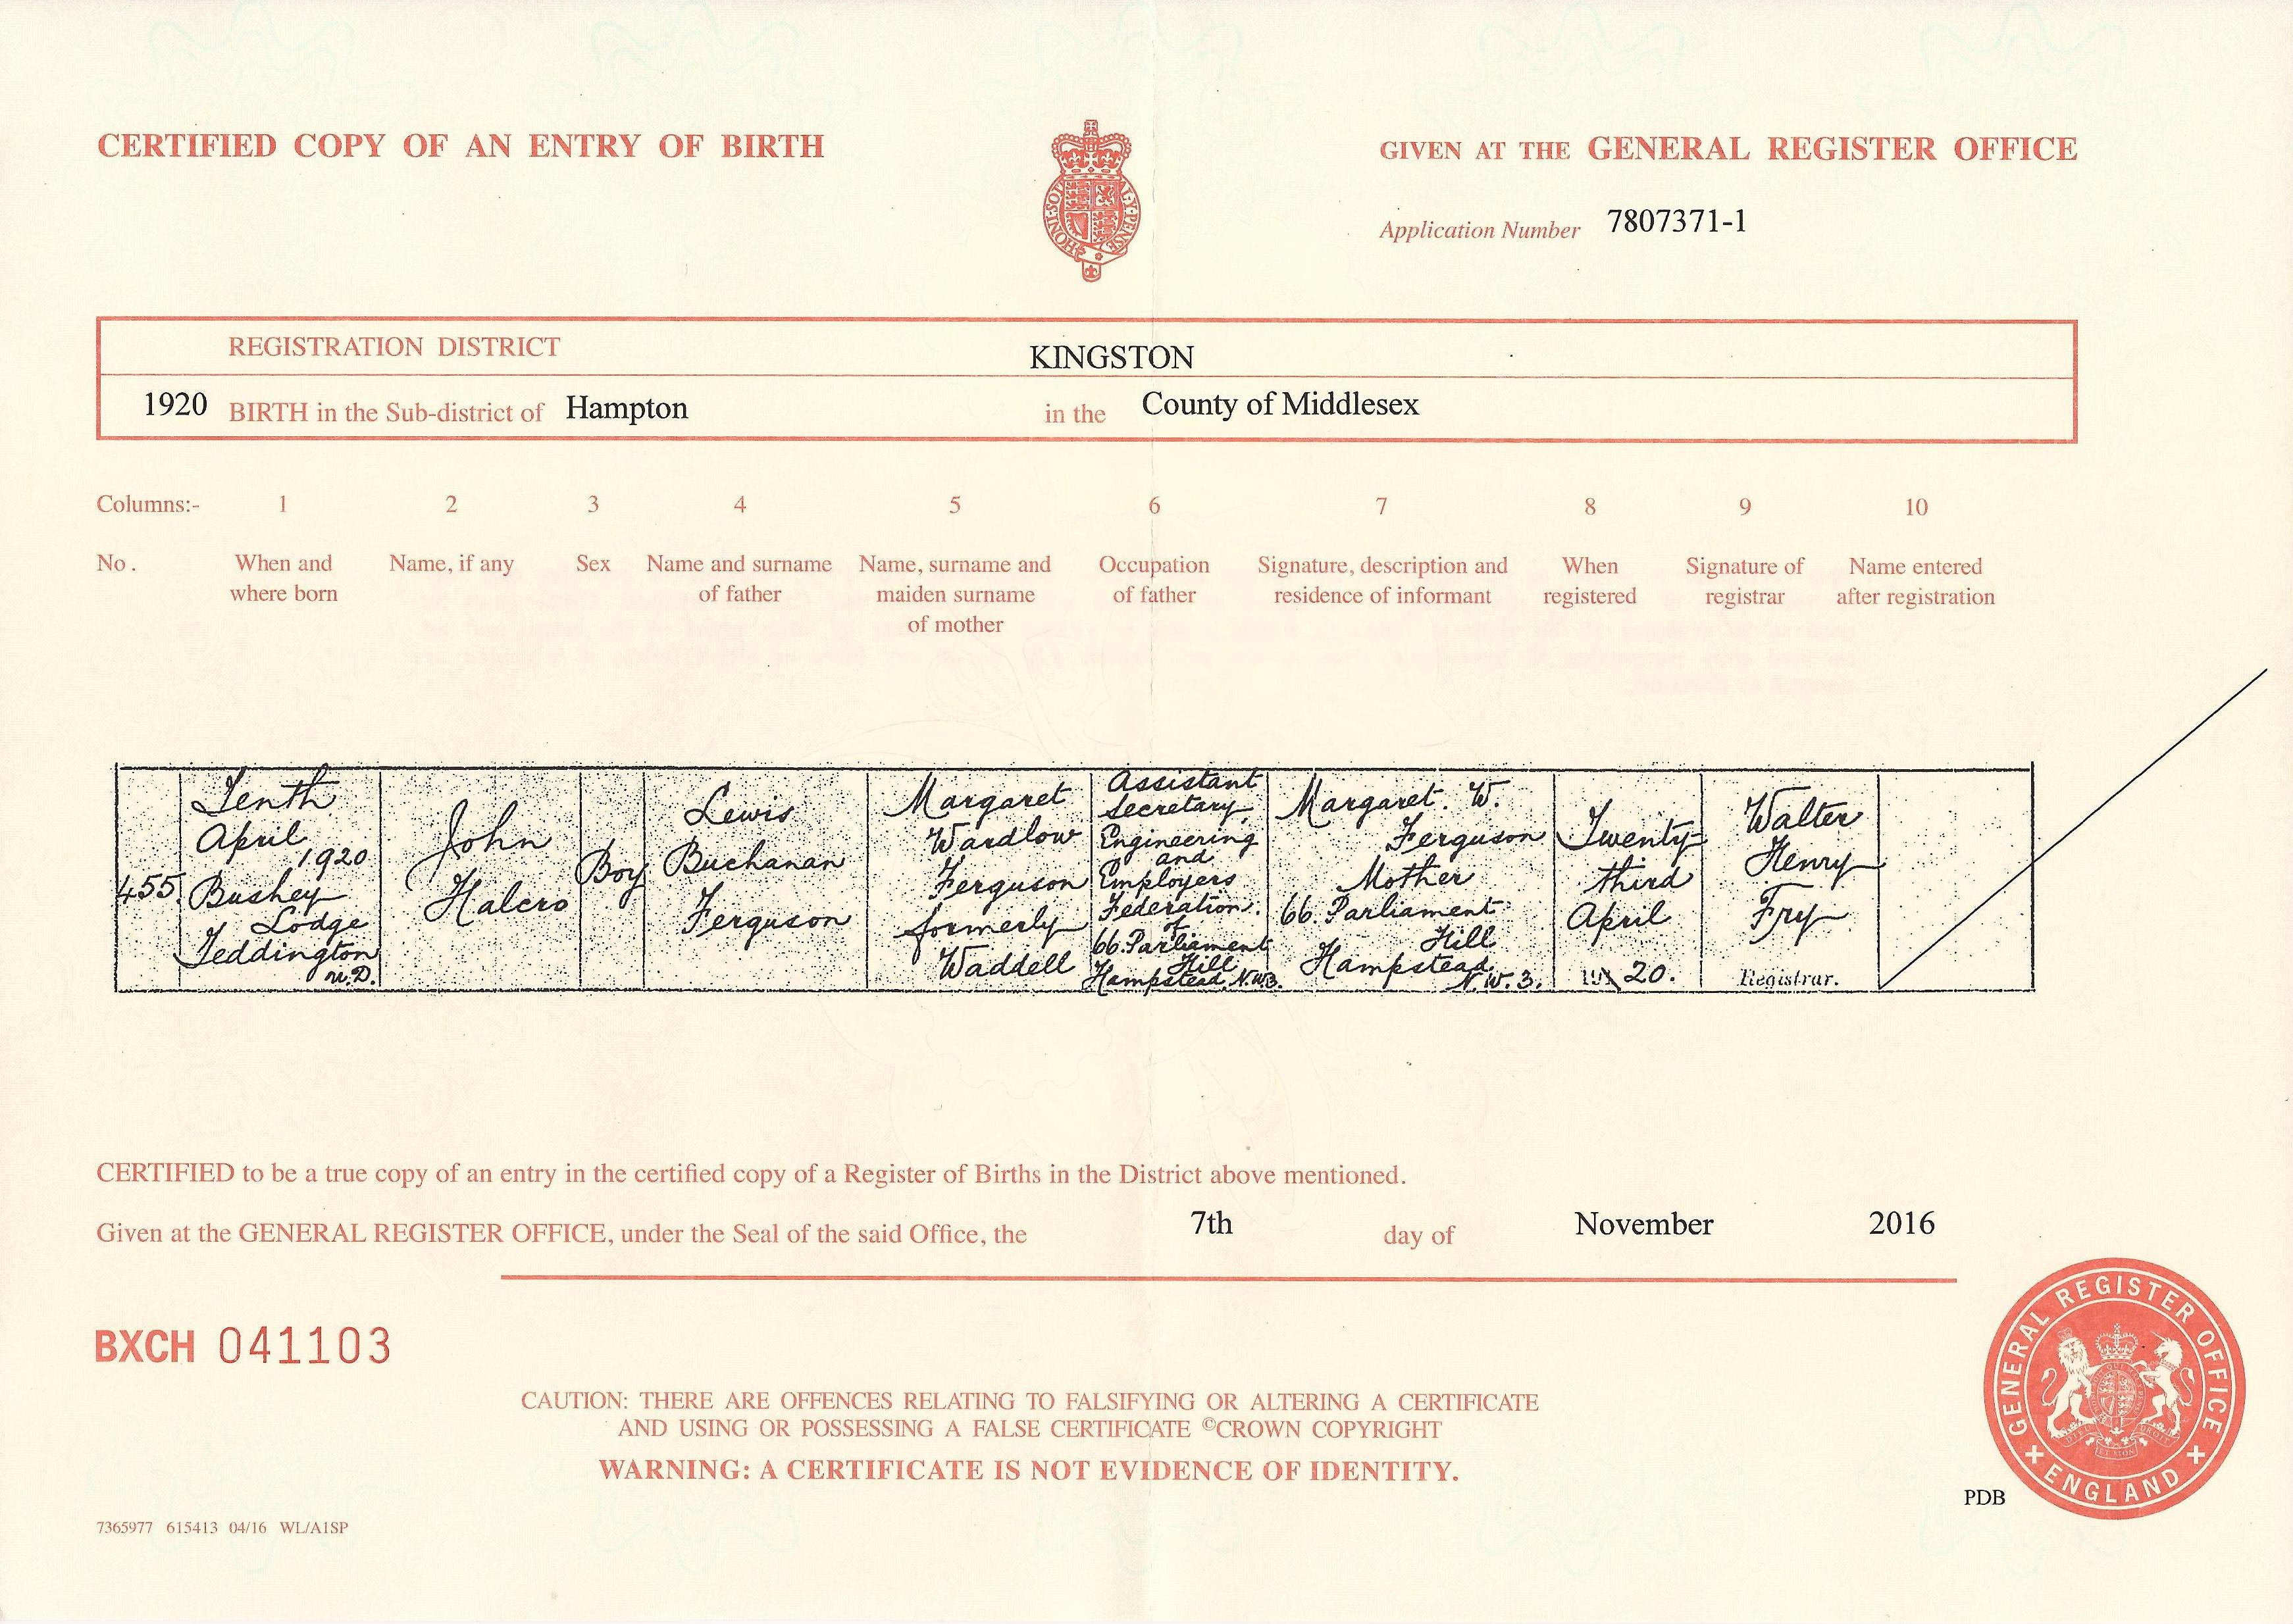 CERTIFIED COPY OF AN ENTRY OF BIRTH
GIVEN AT THE GENERAL REGISTER OFFICE
Application Number 7807371-1
REGISTRATION DISTRICT KINGSTON
1920 BIRTH in the Sub-district of Hampton in the County of Middlesex
Columns:- 1 2 3 4 5 6 7 8 9 10
No.
When and
where born
Name, if any
Sex
Name and surname
of father
Name, surname and
maiden surname
of mother
Occupation
of father
Signature, description and
residence of informant
When
registered
Signature of
registrar
Name entered
after registration
455.
Tenth
April
1920
Bushey
Lodge
Teddington
U.D.
John
Halcro
Boy
Lewis
Buchanan
Ferguson
Margaret
Wardlow
Ferguson
formerly
Waddell
Assistant
Secretary,
Engineering
and
Employers
Federation.
of
66. Parliament
Hill
Hampstead N.W.3.
Margaret. W.
Ferguson
Mother
66. Parliament
Hill
Hampstead
N.W.3.
Twenty
third
April
1920.
Walter
Henry
Fry
Registrar.
CERTIFIED to be a true copy of an entry in the certified copy of a Register of Births in the District above mentioned.
Given at the GENERAL REGISTER OFFICE, under the Seal of the said Office, the 7th day of November 2016
BXCH 041103
CAUTION: THERE ARE OFFENCES RELATING TO FALSIFYING OR ALTERING A CERTIFICATE
AND USING OR POSSESSING A FALSE CERTIFICATE ©CROWN COPYRIGHT
WARNING: A CERTIFICATE IS NOT EVIDENCE OF IDENTITY.
GENERAL REGISTER OFFICE
ENGLAND
PDB
7365977 615413 04/16 WL/A1SP